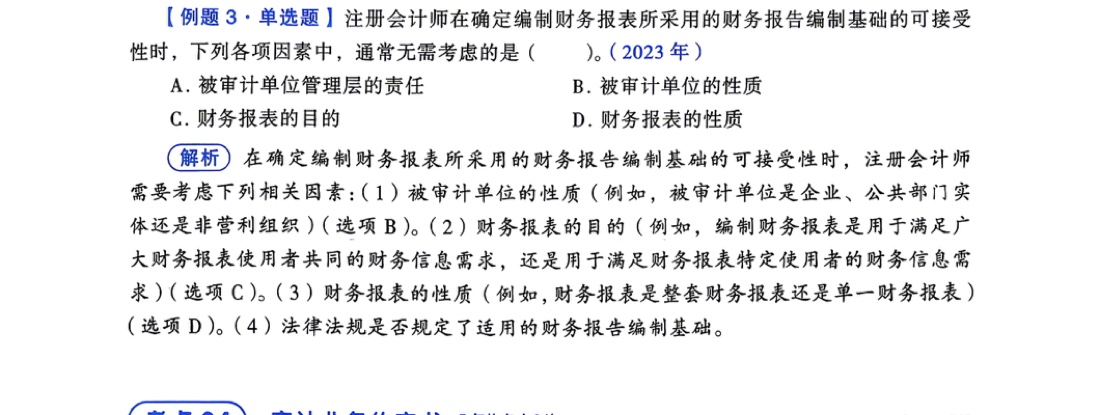 【例题 3·单选题】注册会计师在确定编制财务报表所采用的财务报告编制基础的可接受
性时，下列各项因素中，通常无需考虑的是（　　）。（2023 年）
A. 被审计单位管理层的责任 B. 被审计单位的性质
C. 财务报表的目的 D. 财务报表的性质
解析 在确定编制财务报表所采用的财务报告编制基础的可接受性时，注册会计师
需要考虑下列相关因素：（1）被审计单位的性质（例如，被审计单位是企业、公共部门实
体还是非营利组织）（选项 B）。（2）财务报表的目的（例如，编制财务报表是用于满足广
大财务报表使用者共同的财务信息需求，还是用于满足财务报表特定使用者的财务信息需
求）（选项 C）。（3）财务报表的性质（例如，财务报表是整套财务报表还是单一财务报表）
（选项 D）。（4）法律法规是否规定了适用的财务报告编制基础。